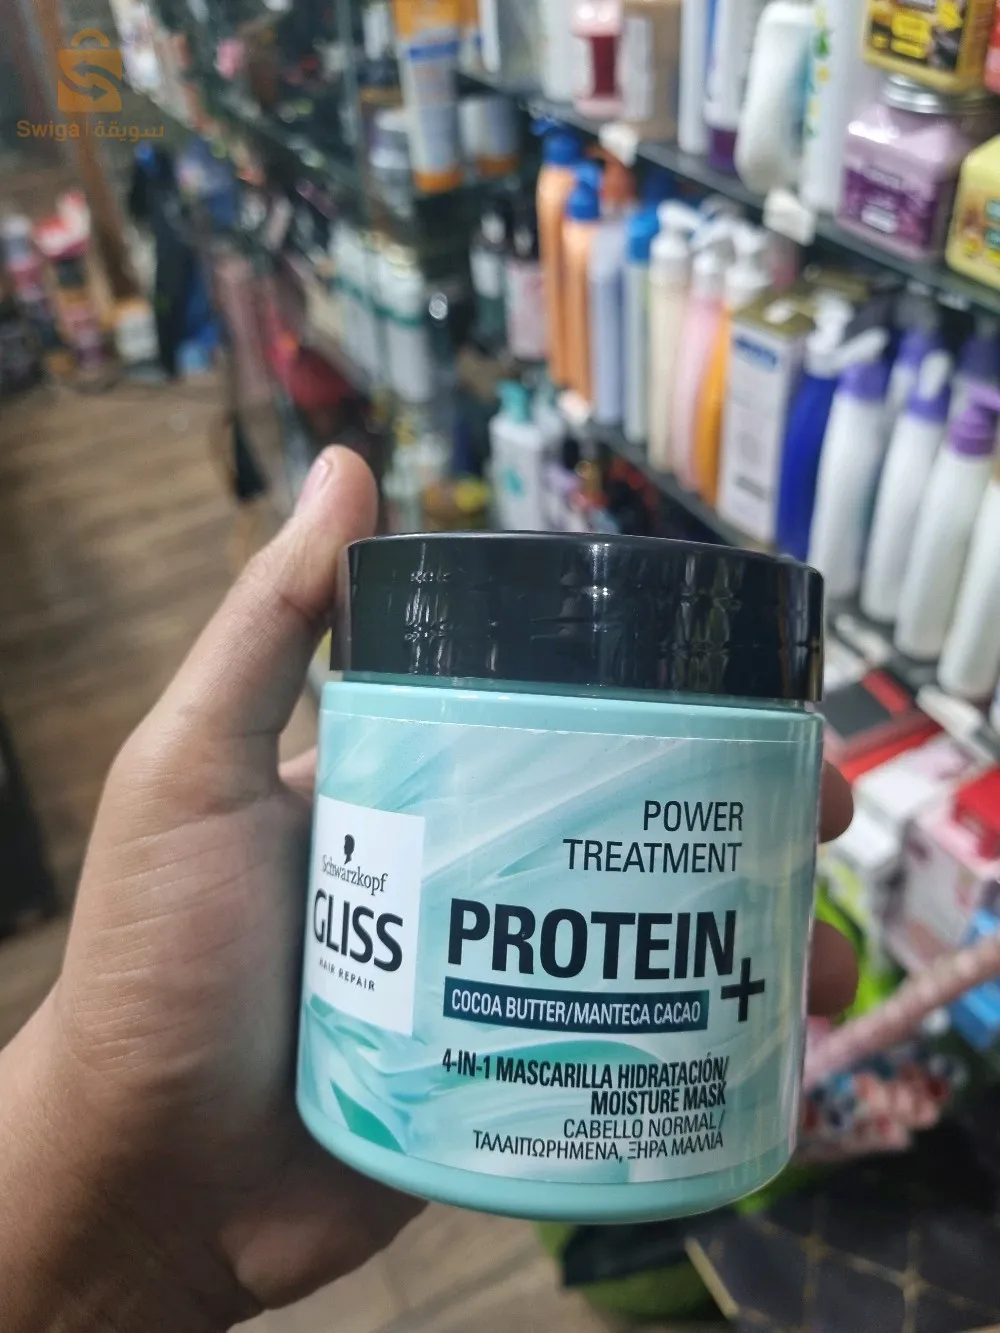 Swiga | سويقة
POWER
TREATMENT
Schwarzkopf
GLISS
HAIR REPAIR
PROTEIN
+
COCOA BUTTER/MANTECA CACAO
4-IN-1 MASCARILLA HIDRATACIÓN/
MOISTURE MASK
CABELLO NORMAL/
ΤΑΛΑΙΠΩΡΗΜΕΝΑ, ΞΗΡΑ ΜΑΛΛΙΑ